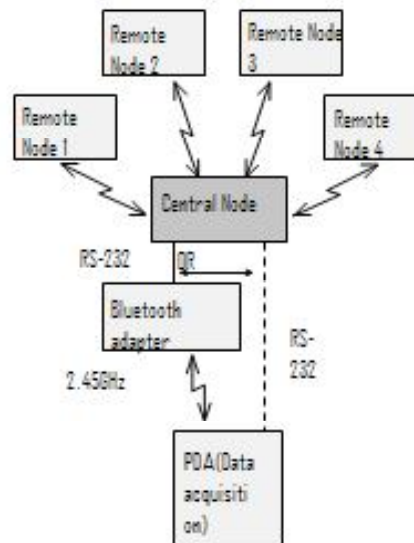 Remote
Node 2
Remote Node
3
Remote
Node 1
Remote
Node 4
Central Node
RS-232
OR
Bluetooth
adapter
RS-
232
2.45GHz
PDA(Data
acquisiti
on)